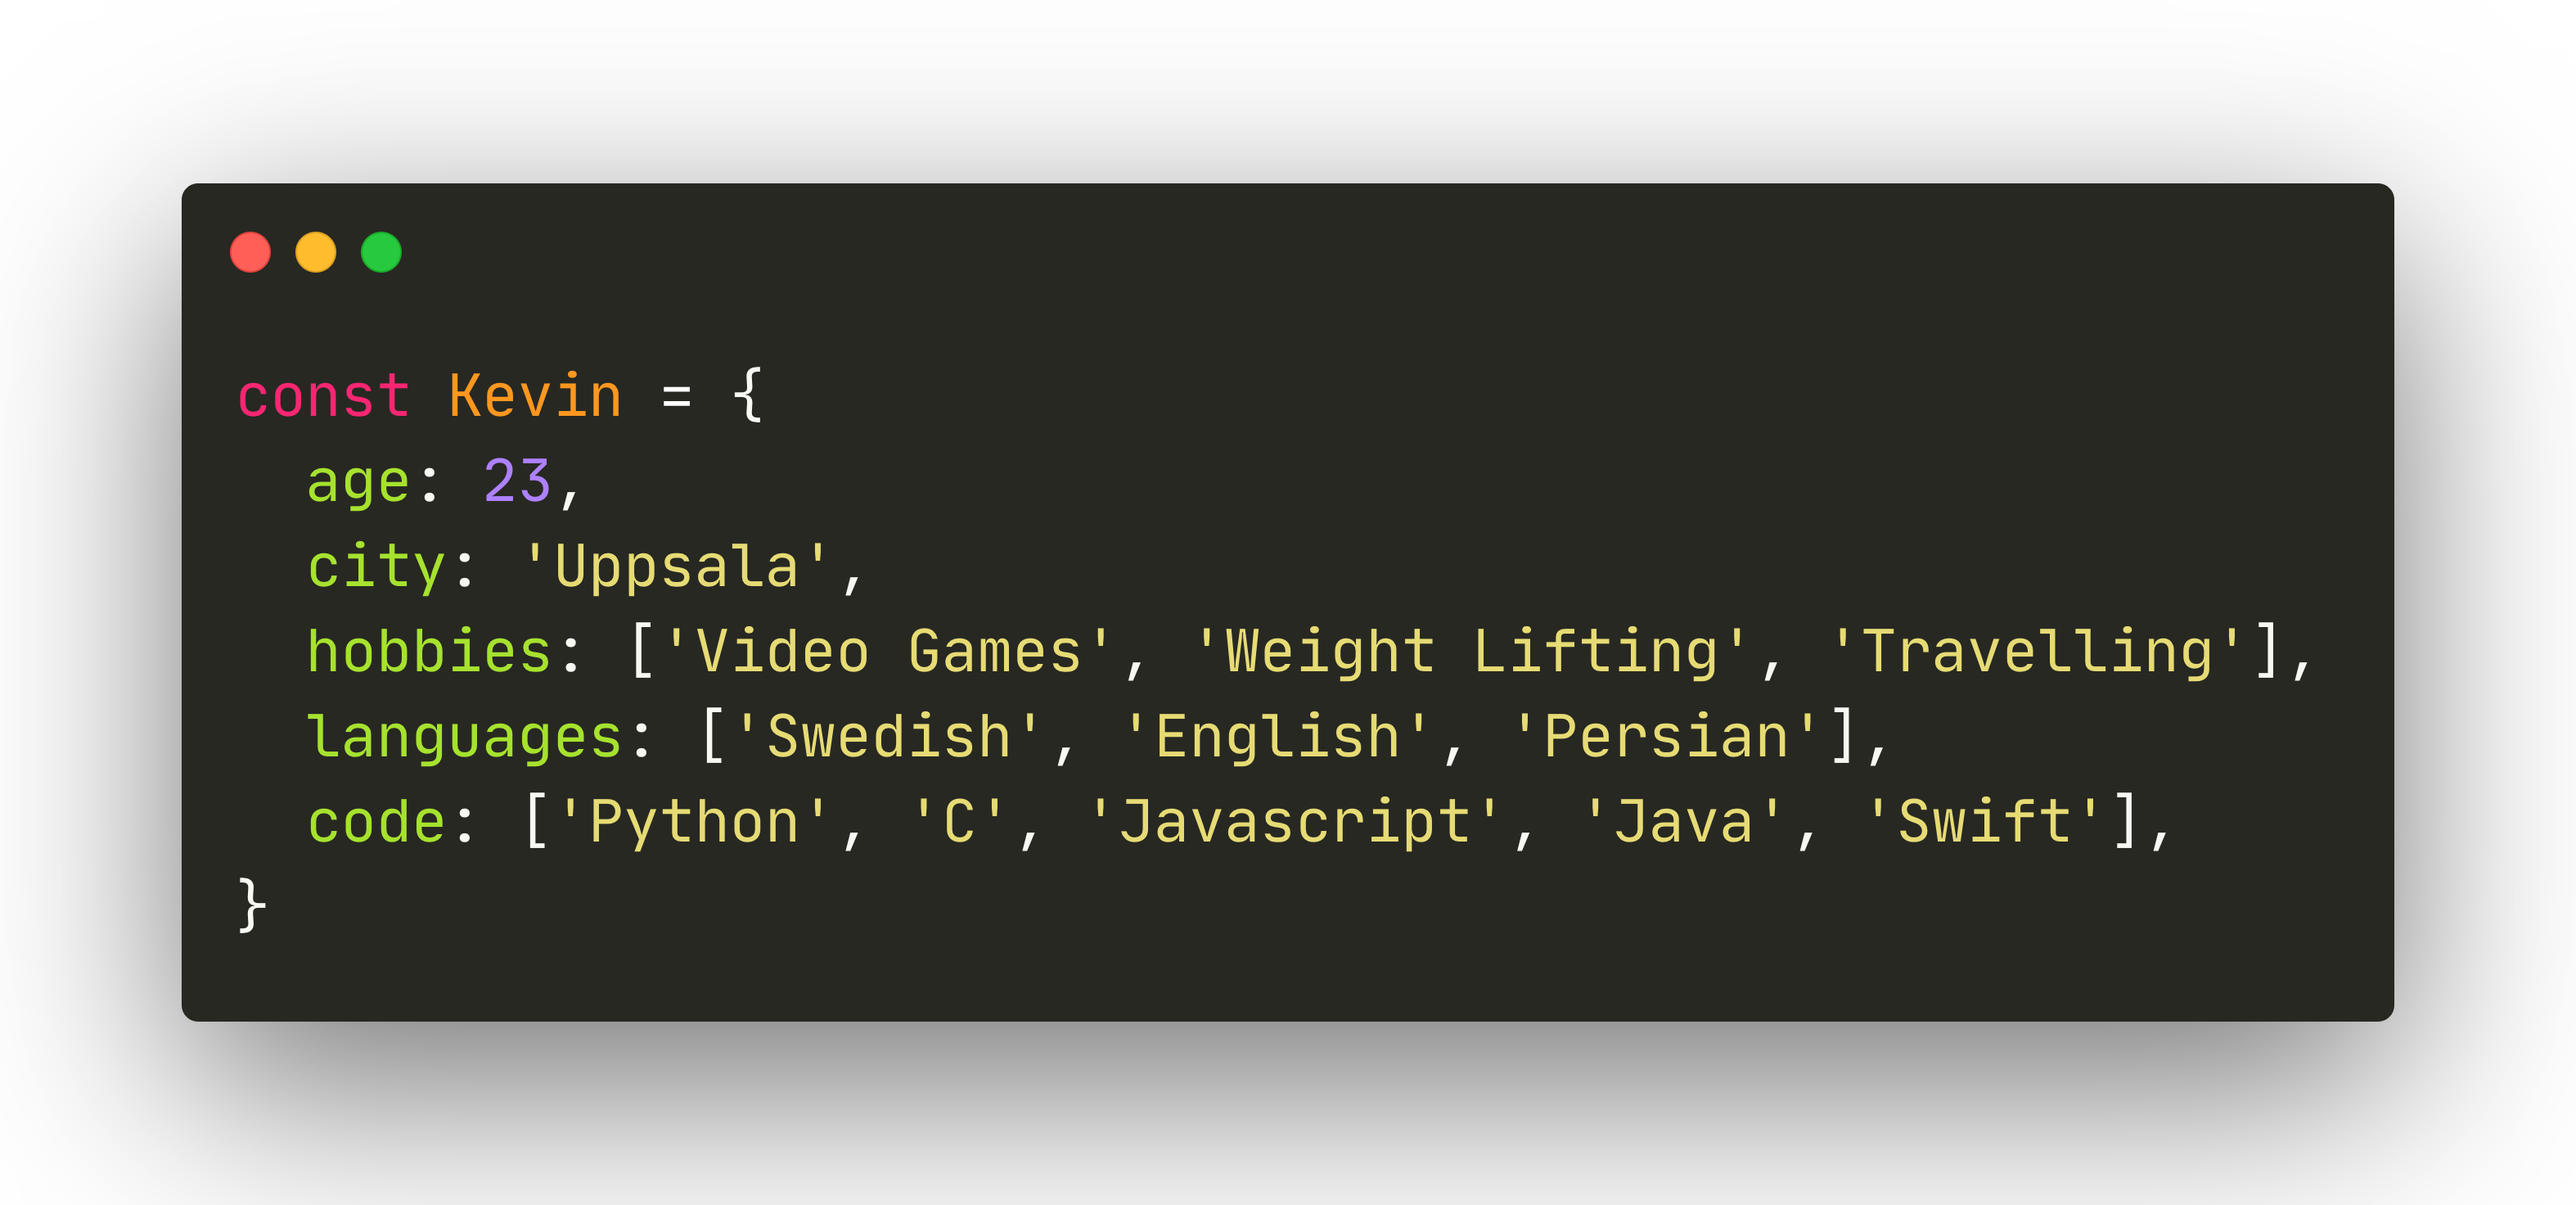 const Kevin = {
  age: 23,
  city: 'Uppsala',
  hobbies: ['Video Games', 'Weight Lifting', 'Travelling'],
  languages: ['Swedish', 'English', 'Persian'],
  code: ['Python', 'C', 'Javascript', 'Java', 'Swift'],
}